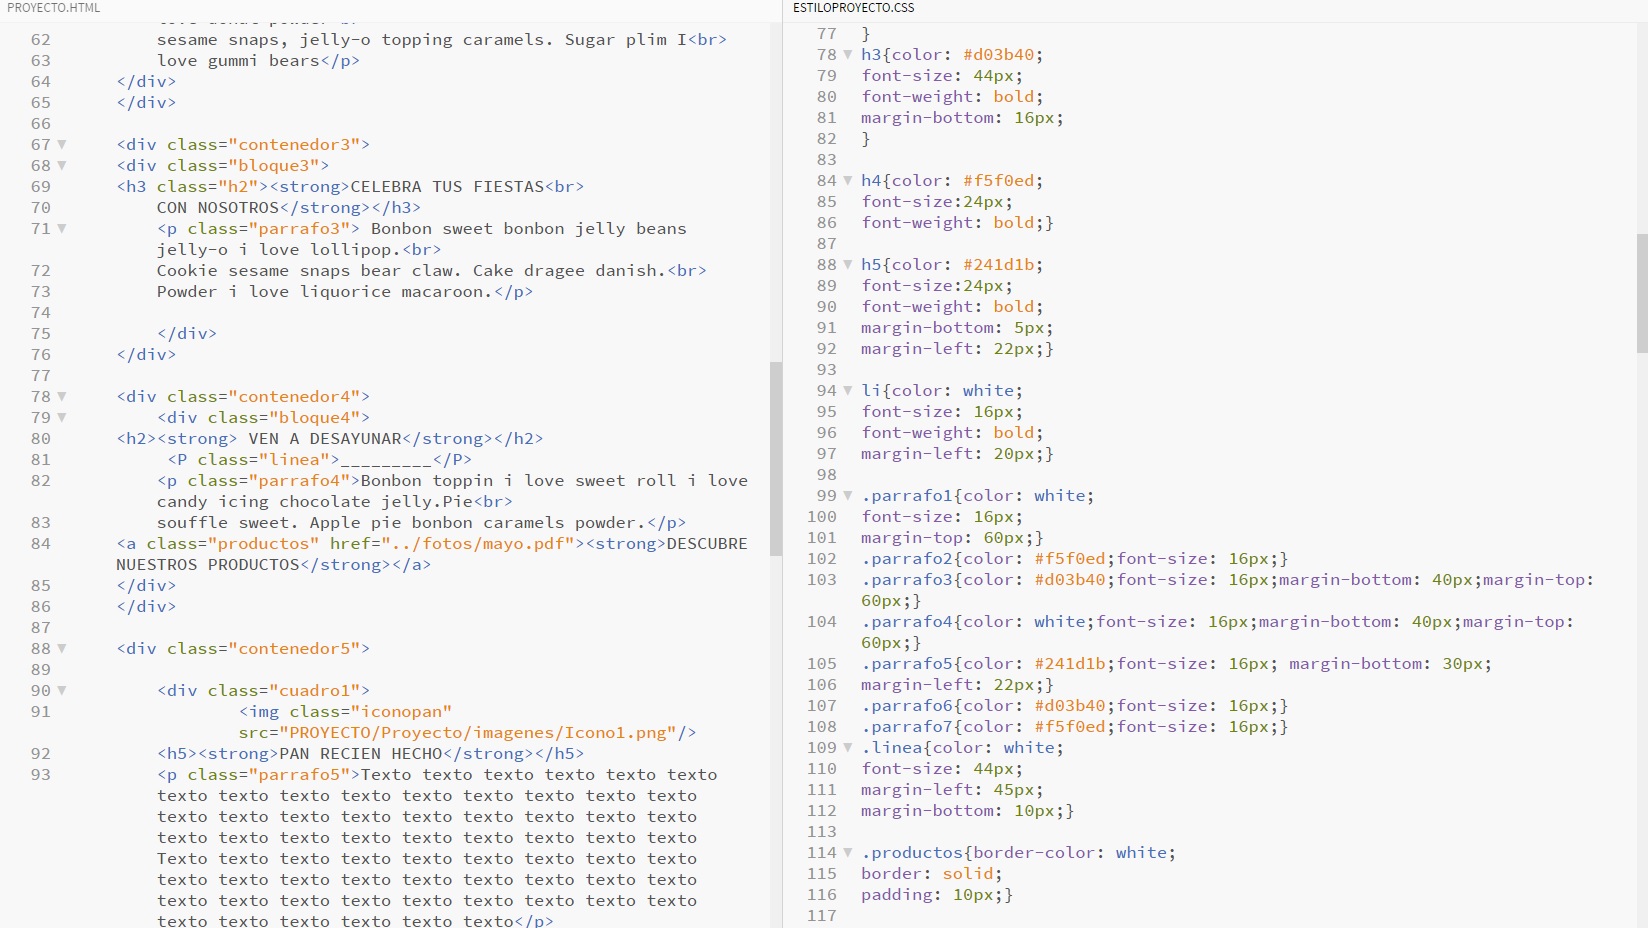 PROYECTO.HTML
62 sesame snaps, jelly-o topping caramels. Sugar plim I<br>
63 love gummi bears</p>
64 </div>
65 </div>
66
67 <div class="contenedor3">
68 <div class="bloque3">
69 <h3 class="h2"><strong>CELEBRA TUS FIESTAS<br>
70 CON NOSOTROS</strong></h3>
71 <p class="parrafo3"> Bonbon sweet bonbon jelly beans
jelly-o i love lollipop.<br>
72 Cookie sesame snaps bear claw. Cake dragee danish.<br>
73 Powder i love liquorice macaroon.</p>
74
75 </div>
76 </div>
77
78 <div class="contenedor4">
79 <div class="bloque4">
80 <h2><strong> VEN A DESAYUNAR</strong></h2>
81 <P class="linea">_________</P>
82 <p class="parrafo4">Bonbon toppin i love sweet roll i love
candy icing chocolate jelly.Pie<br>
83 souffle sweet. Apple pie bonbon caramels powder.</p>
84 <a class="productos" href="../fotos/mayo.pdf"><strong>DESCUBRE
NUESTROS PRODUCTOS</strong></a>
85 </div>
86 </div>
87
88 <div class="contenedor5">
89
90 <div class="cuadro1">
91 <img class="iconopan"
src="PROYECTO/Proyecto/imagenes/Icono1.png"/>
92 <h5><strong>PAN RECIEN HECHO</strong></h5>
93 <p class="parrafo5">Texto texto texto texto texto texto
texto texto texto texto texto texto texto texto texto
texto texto texto texto texto texto texto texto texto
texto texto texto texto texto texto texto texto texto
Texto texto texto texto texto texto texto texto texto
texto texto texto texto texto texto texto texto texto
texto texto texto texto texto texto texto texto texto
texto texto texto texto texto texto</p>
ESTILOPROYECTO.CSS
77 }
78 h3{color: #d03b40;
79 font-size: 44px;
80 font-weight: bold;
81 margin-bottom: 16px;
82 }
83
84 h4{color: #f5f0ed;
85 font-size:24px;
86 font-weight: bold;}
87
88 h5{color: #241d1b;
89 font-size:24px;
90 font-weight: bold;
91 margin-bottom: 5px;
92 margin-left: 22px;}
93
94 li{color: white;
95 font-size: 16px;
96 font-weight: bold;
97 margin-left: 20px;}
98
99 .parrafo1{color: white;
100 font-size: 16px;
101 margin-top: 60px;}
102 .parrafo2{color: #f5f0ed;font-size: 16px;}
103 .parrafo3{color: #d03b40;font-size: 16px;margin-bottom: 40px;margin-top:
60px;}
104 .parrafo4{color: white;font-size: 16px;margin-bottom: 40px;margin-top:
60px;}
105 .parrafo5{color: #241d1b;font-size: 16px; margin-bottom: 30px;
106 margin-left: 22px;}
107 .parrafo6{color: #d03b40;font-size: 16px;}
108 .parrafo7{color: #f5f0ed;font-size: 16px;}
109 .linea{color: white;
110 font-size: 44px;
111 margin-left: 45px;
112 margin-bottom: 10px;}
113
114 .productos{border-color: white;
115 border: solid;
116 padding: 10px;}
117